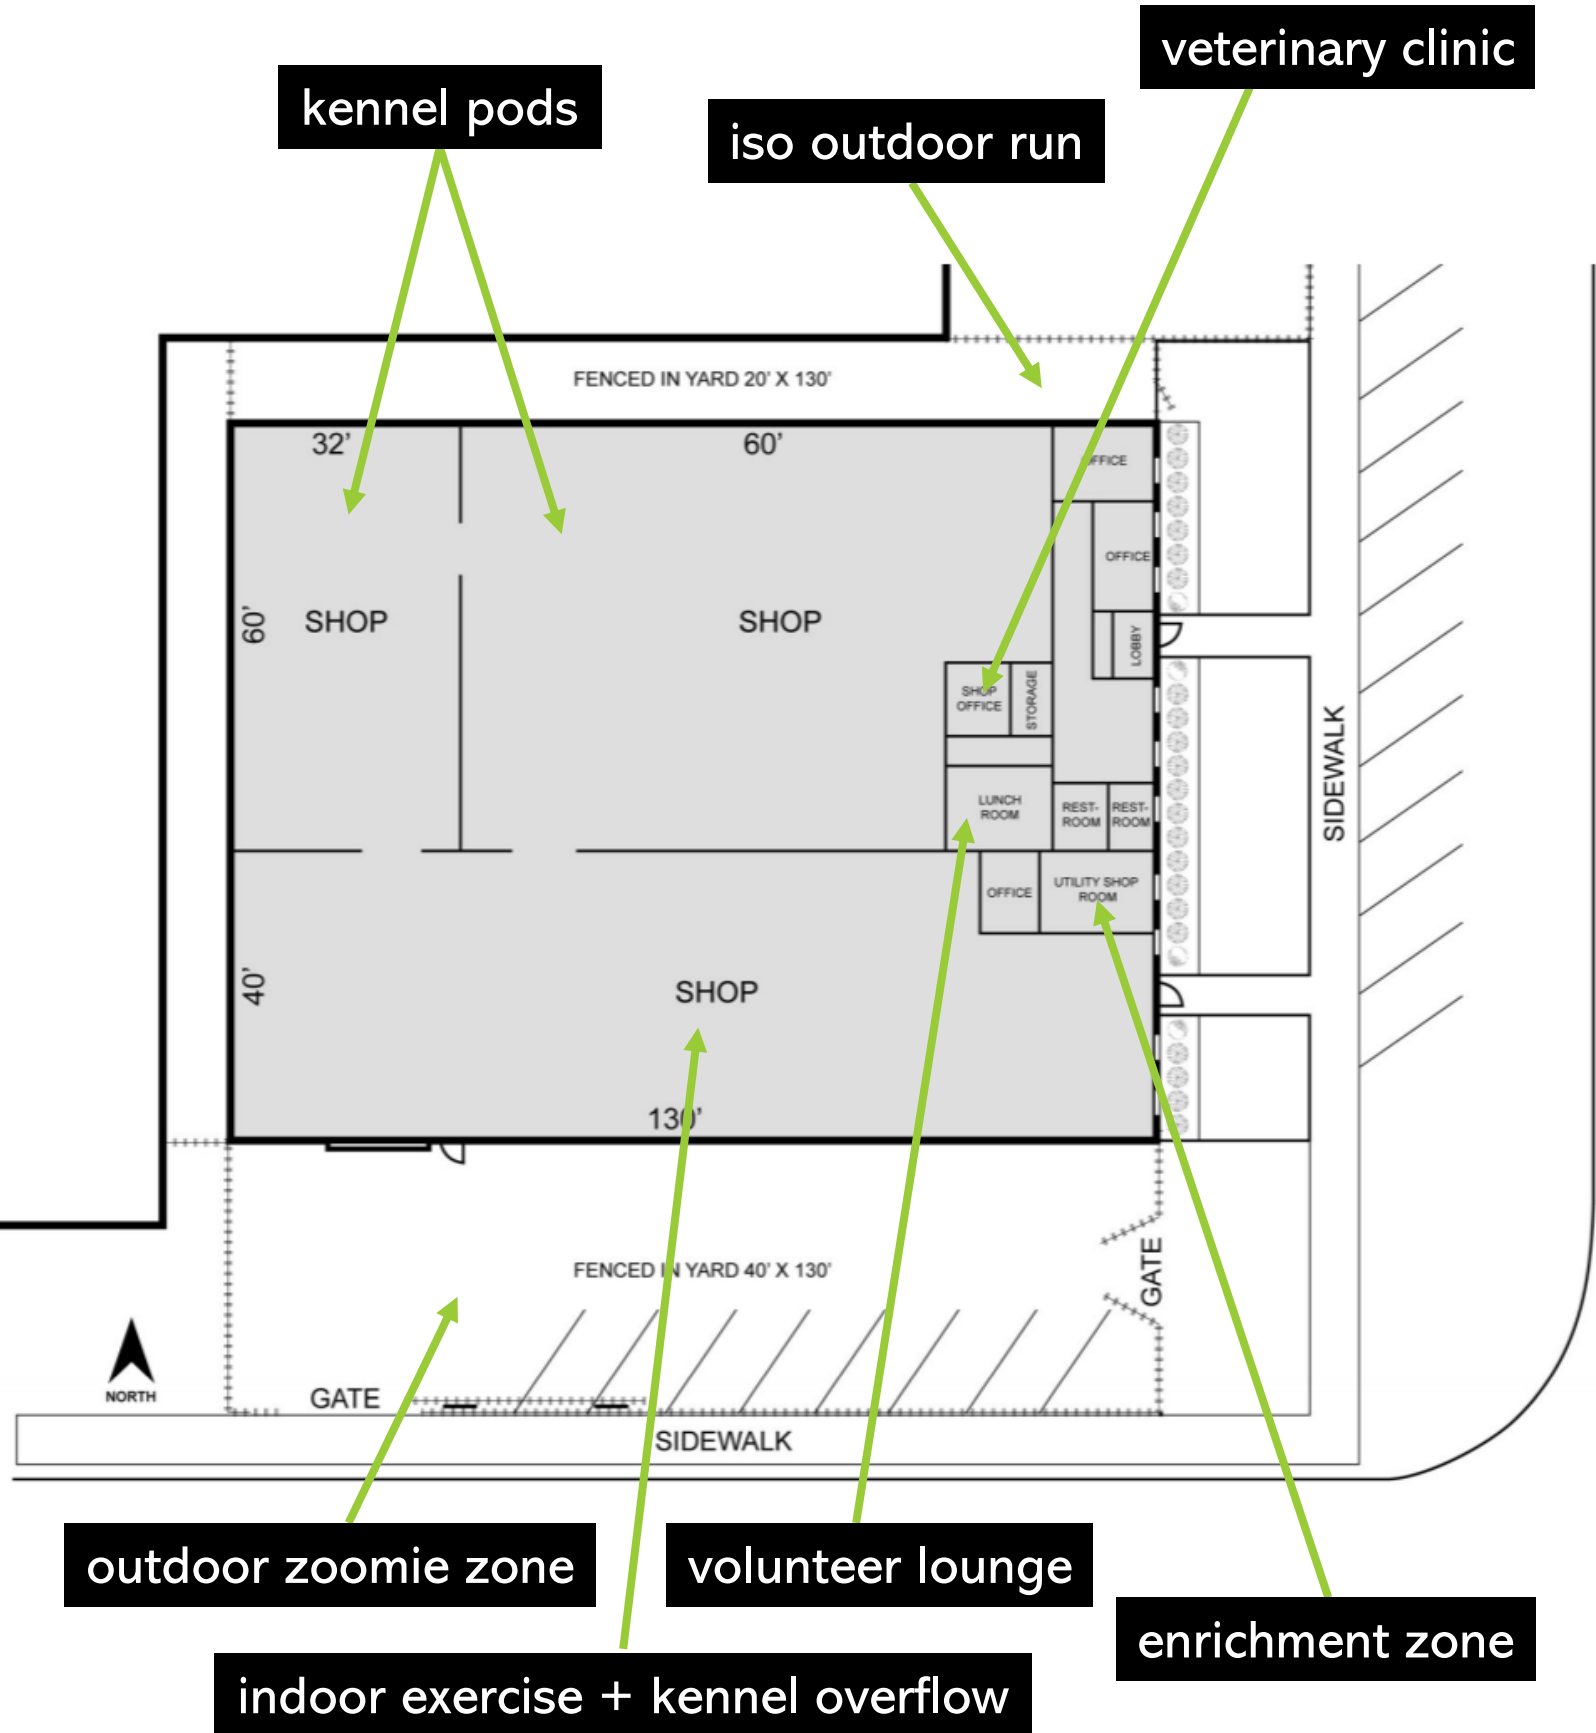 veterinary clinic
kennel pods
iso outdoor run
FENCED IN YARD 20' X 130'
32'
60'
OFFICE
OFFICE
60'
SHOP
SHOP
LOBBY
SHOP
OFFICE
STORAGE
SIDEWALK
LUNCH
ROOM
REST-
ROOM
REST-
ROOM
OFFICE
UTILITY SHOP
ROOM
40'
SHOP
130'
FENCED IN YARD 40' X 130'
GATE
NORTH
GATE
SIDEWALK
outdoor zoomie zone
volunteer lounge
enrichment zone
indoor exercise + kennel overflow